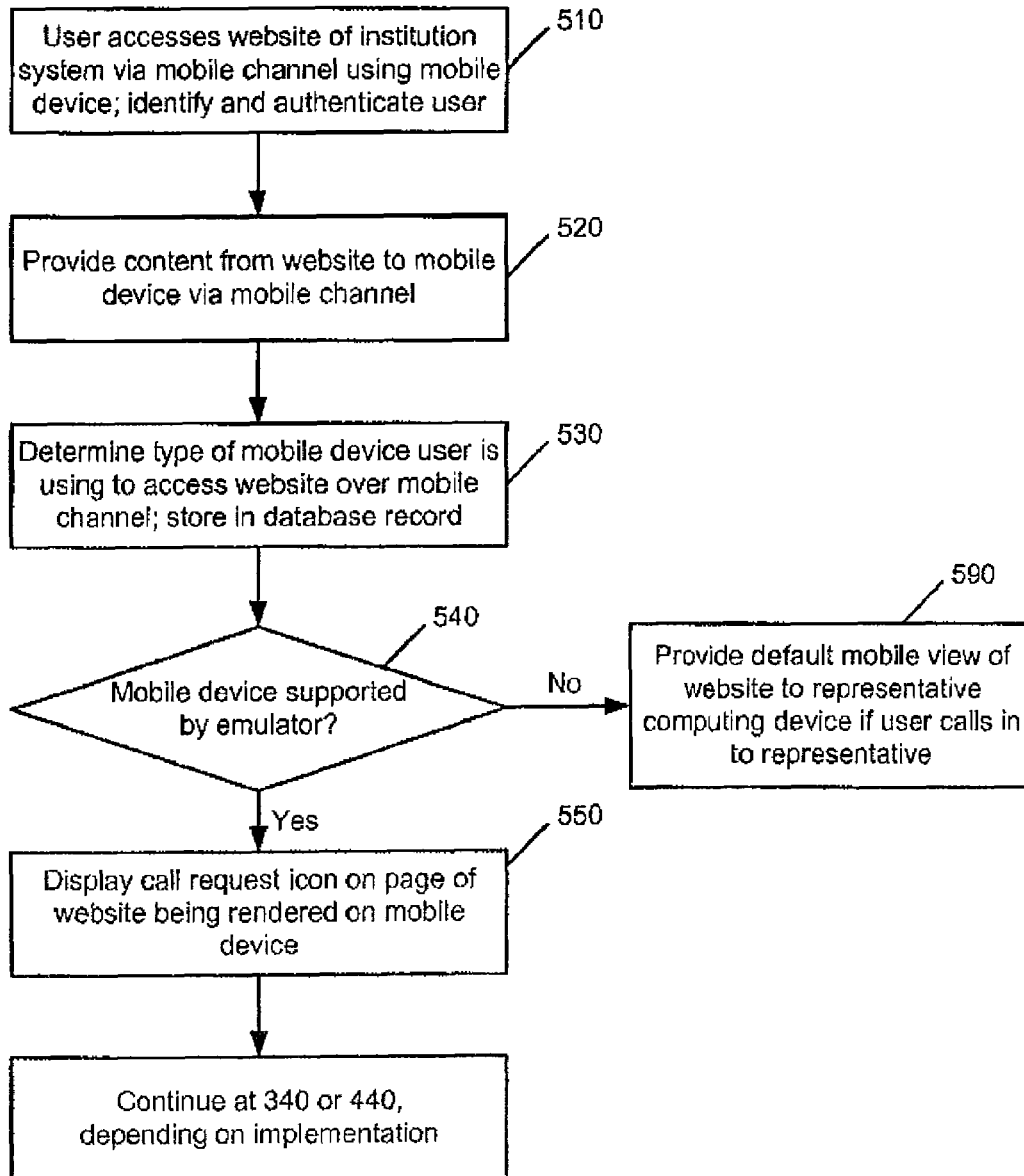 User accesses website of institution
system via mobile channel using mobile
device; identify and authenticate user
510
Provide content from website to mobile
device via mobile channel
520
Determine type of mobile device user is
using to access website over mobile
channel; store in database record
530
Mobile device supported
by emulator?
540
No
Provide default mobile view of
website to representative
computing device if user calls in
to representative
590
Yes
Display call request icon on page of
website being rendered on mobile
device
550
Continue at 340 or 440,
depending on implementation